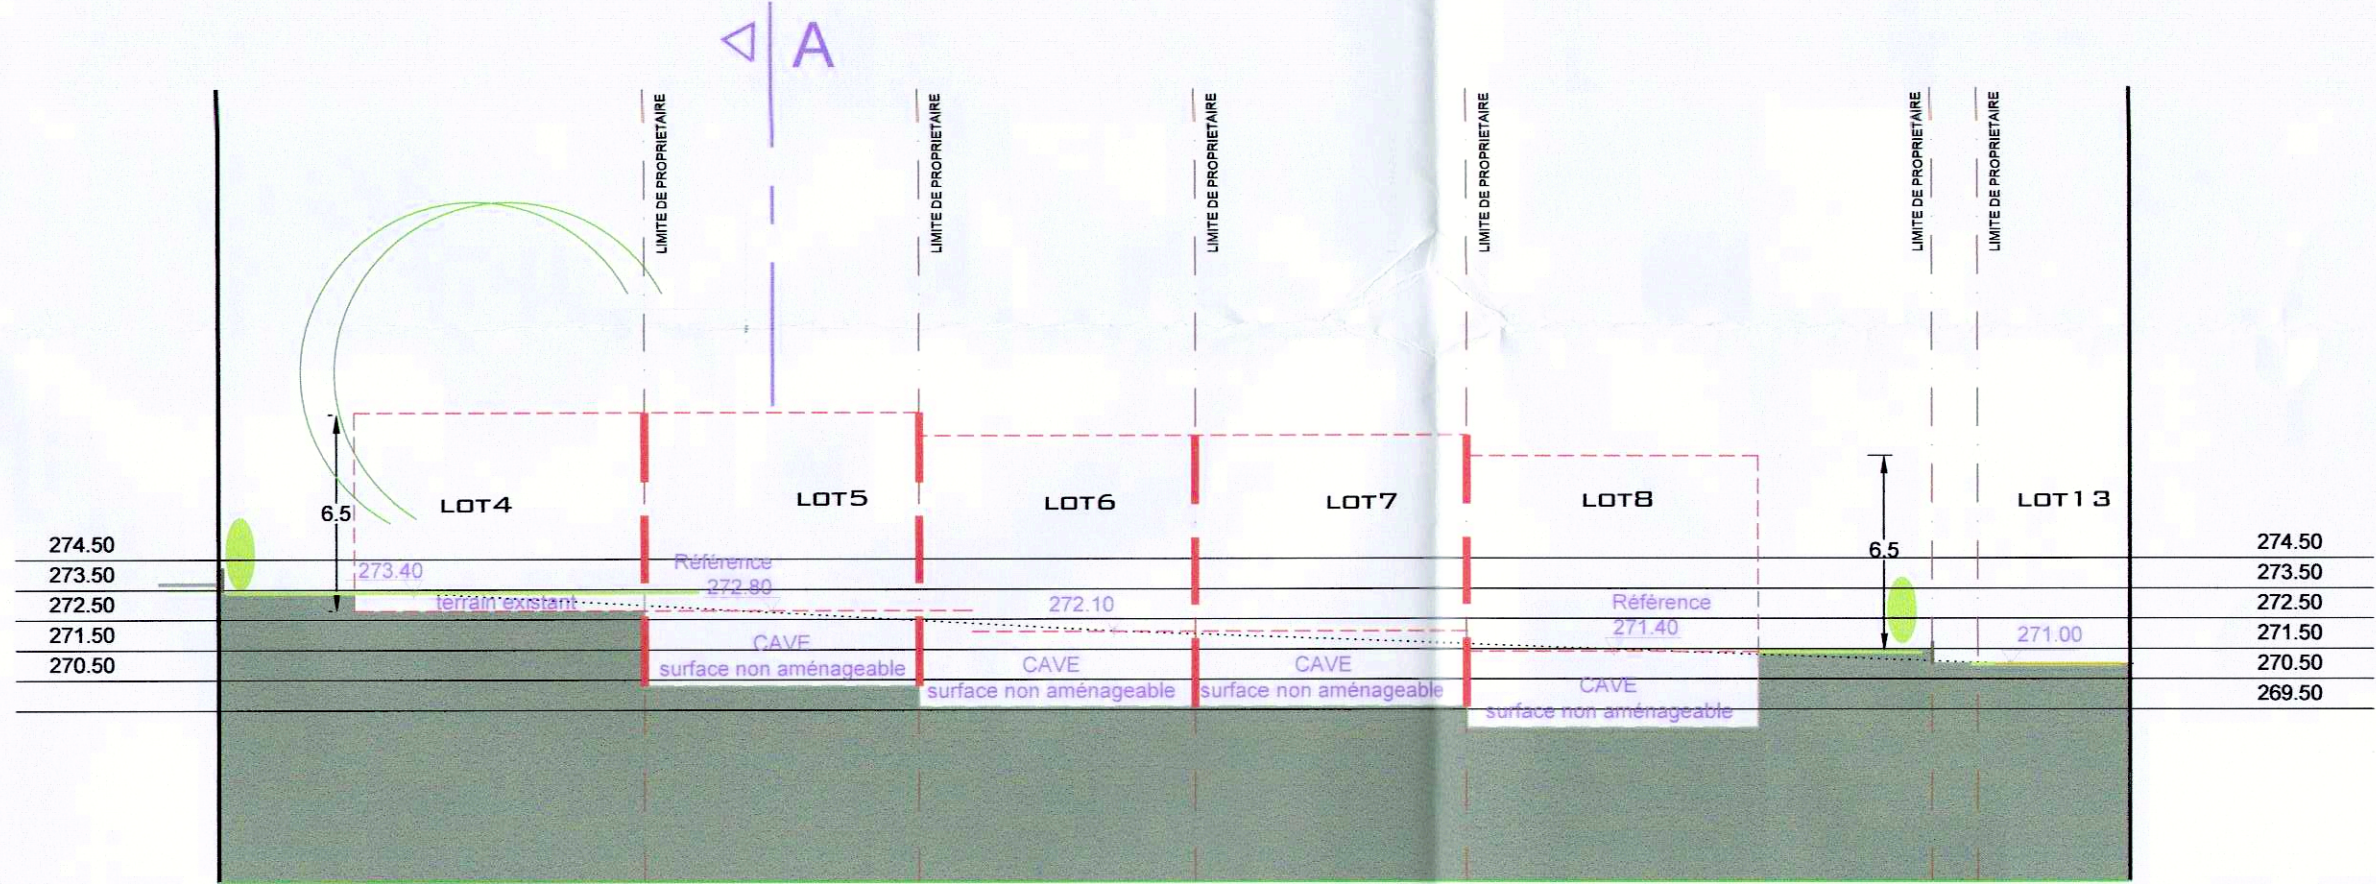 A
LIMITE DE PROPRIETAIRE
LIMITE DE PROPRIETAIRE
LIMITE DE PROPRIETAIRE
LIMITE DE PROPRIETAIRE
LIMITE DE PROPRIETAIRE
LIMITE DE PROPRIETAIRE
LOT4
LOT5
LOT6
LOT7
LOT8
LOT13
6.5
6.5
274.50
273.50
272.50
271.50
270.50
273.40
terrain existant
Référence
272.80
CAVE
surface non aménageable
272.10
CAVE
surface non aménageable
CAVE
surface non aménageable
Référence
271.40
CAVE
surface non aménageable
271.00
274.50
273.50
272.50
271.50
270.50
269.50